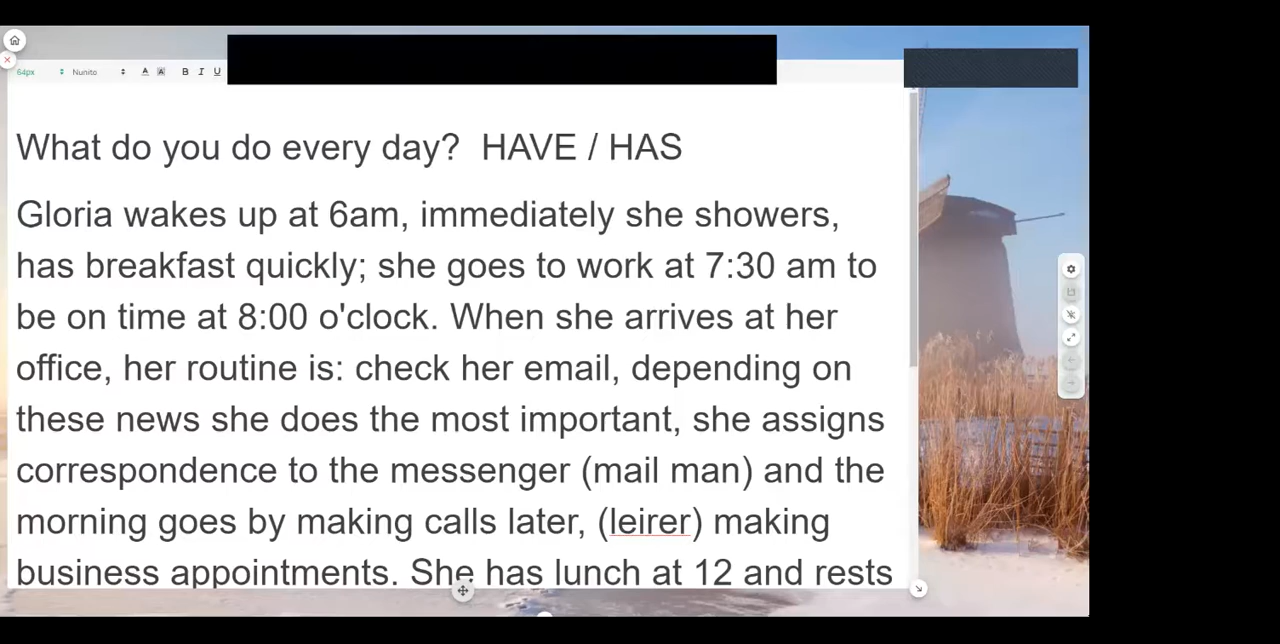 64px Nunito A A B I U
What do you do every day? HAVE / HAS
Gloria wakes up at 6am, immediately she showers,
has breakfast quickly; she goes to work at 7:30 am to
be on time at 8:00 o'clock. When she arrives at her
office, her routine is: check her email, depending on
these news she does the most important, she assigns
correspondence to the messenger (mail man) and the
morning goes by making calls later, (leirer) making
business appointments. She has lunch at 12 and rests